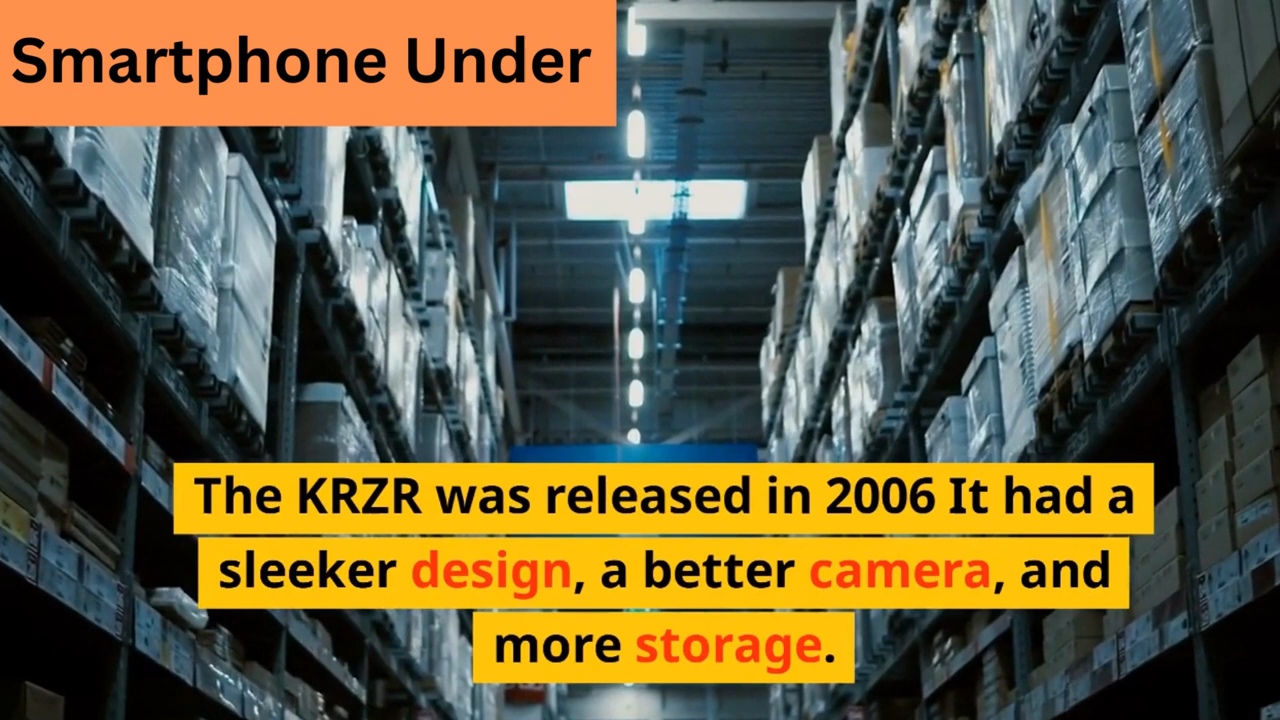 Smartphone Under
The KRZR was released in 2006 It had a
sleeker design, a better camera, and
more storage.